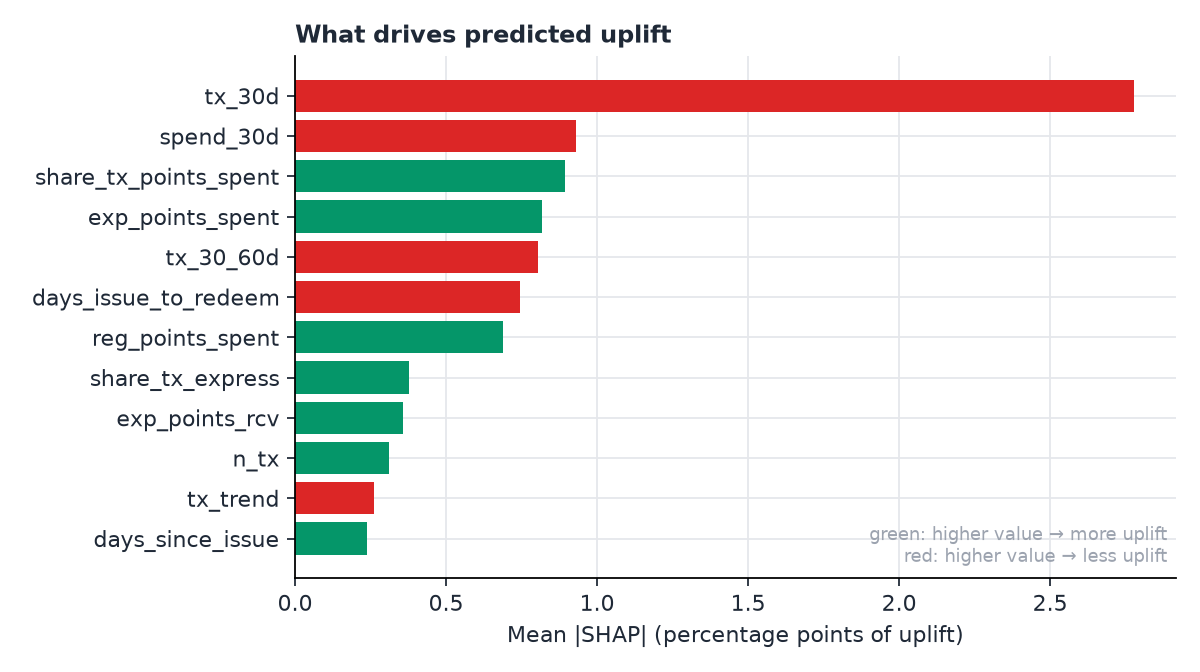 What drives predicted uplift
tx_30d
spend_30d
share_tx_points_spent
exp_points_spent
tx_30_60d
days_issue_to_redeem
reg_points_spent
share_tx_express
exp_points_rcv
n_tx
tx_trend
days_since_issue
green: higher value → more uplift
red: higher value → less uplift
0.0 0.5 1.0 1.5 2.0 2.5
Mean |SHAP| (percentage points of uplift)